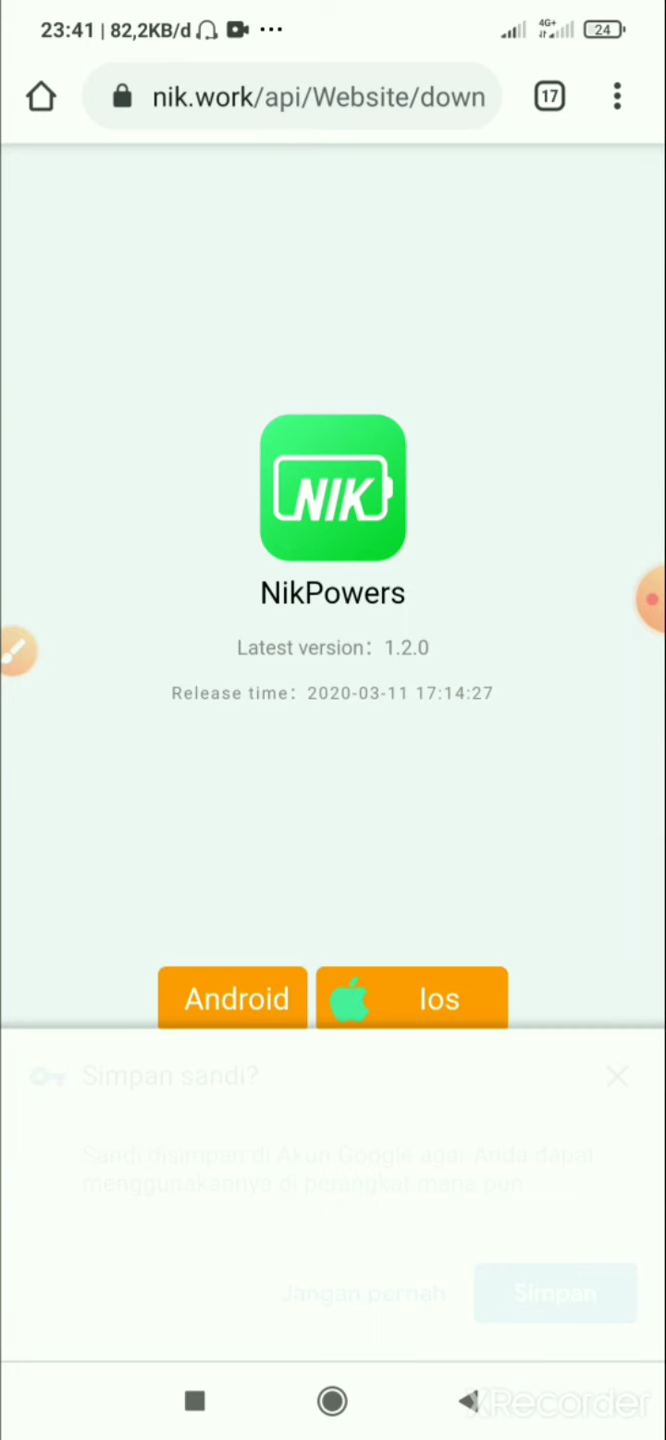 23:41 | 82,2KB/d
4G+
24
nik.work/api/Website/down
17
NIK
NikPowers
Latest version: 1.2.0
Release time: 2020-03-11 17:14:27
Android
Ios
Simpan sandi?
Sandi disimpan di Akun Google agar Anda dapat
menggunakannya di perangkat mana pun
Jangan pernah
Simpan
XRecorder